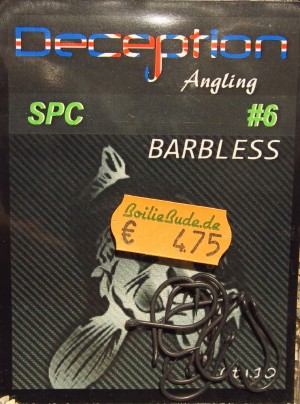 Deception
Angling
SPC #6
BARBLESS
BoilieBude.de
€ 4.75